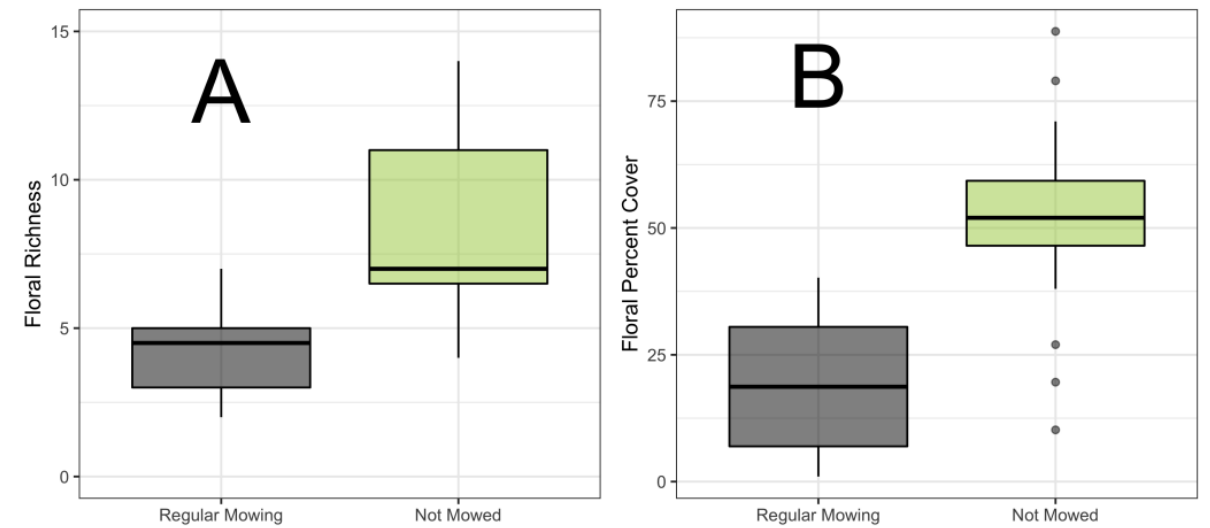 A
Floral Richness
15
10
5
0
Regular Mowing Not Mowed
B
Floral Percent Cover
75
50
25
0
Regular Mowing Not Mowed